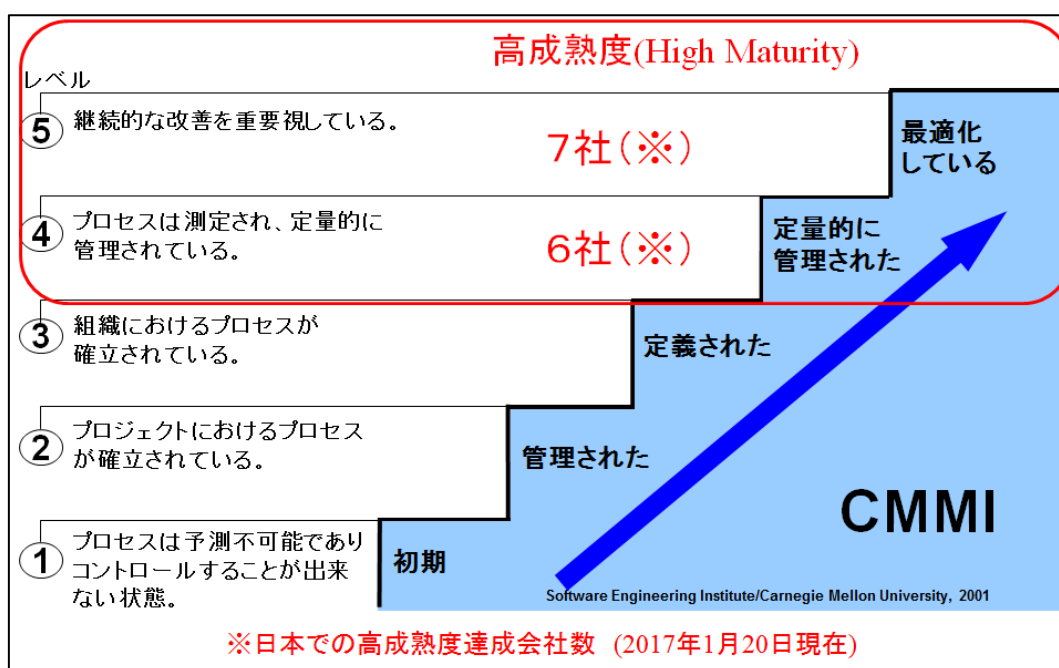 高成熟度(High Maturity)
レベル
5
継続的な改善を重要視している。
7社(※)
最適化
している
4
プロセスは測定され、定量的に
管理されている。
6社(※)
定量的に
管理された
3
組織におけるプロセスが
確立されている。
定義された
2
プロジェクトにおけるプロセス
が確立されている。
管理された
1
プロセスは予測不可能であり
コントロールすることが出来
ない状態。
初期
CMMI
Software Engineering Institute/Carnegie Mellon University, 2001
※日本での高成熟度達成会社数 (2017年1月20日現在)